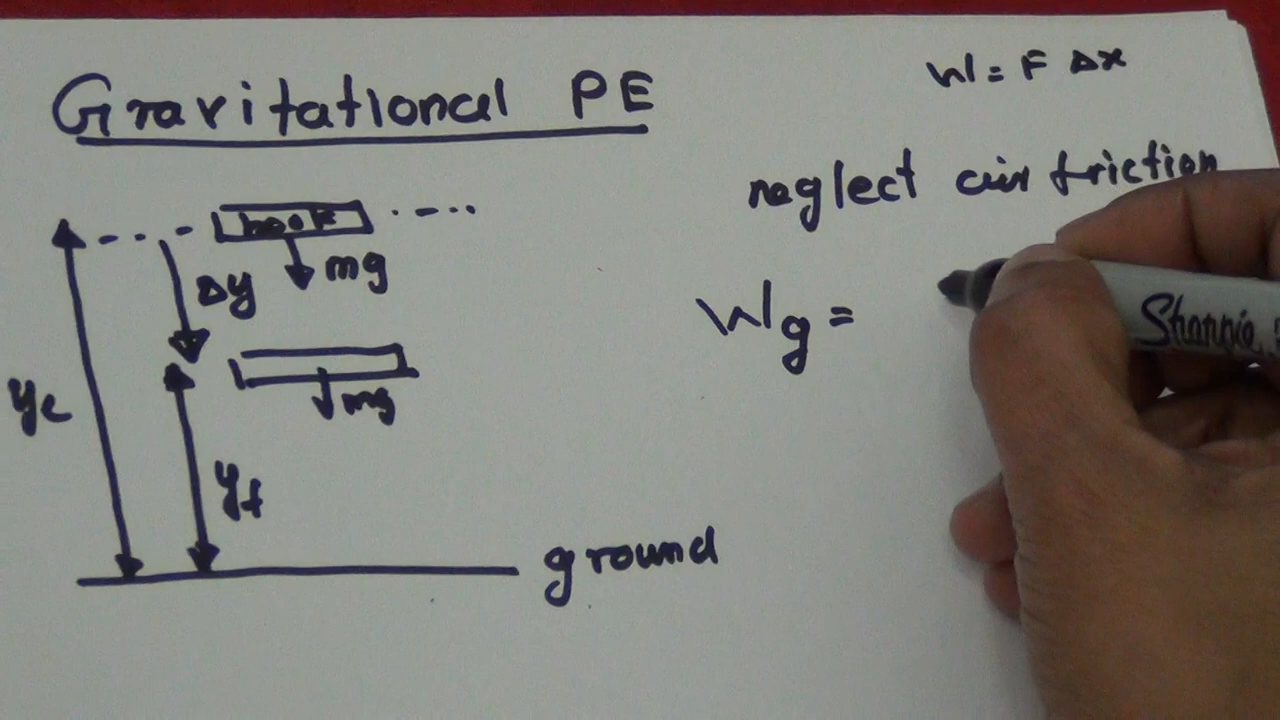 Gravitational PE
W = F Δx
neglect air friction
book
mg
Δy
Wg =
mg
yi
yf
ground
Sharpie